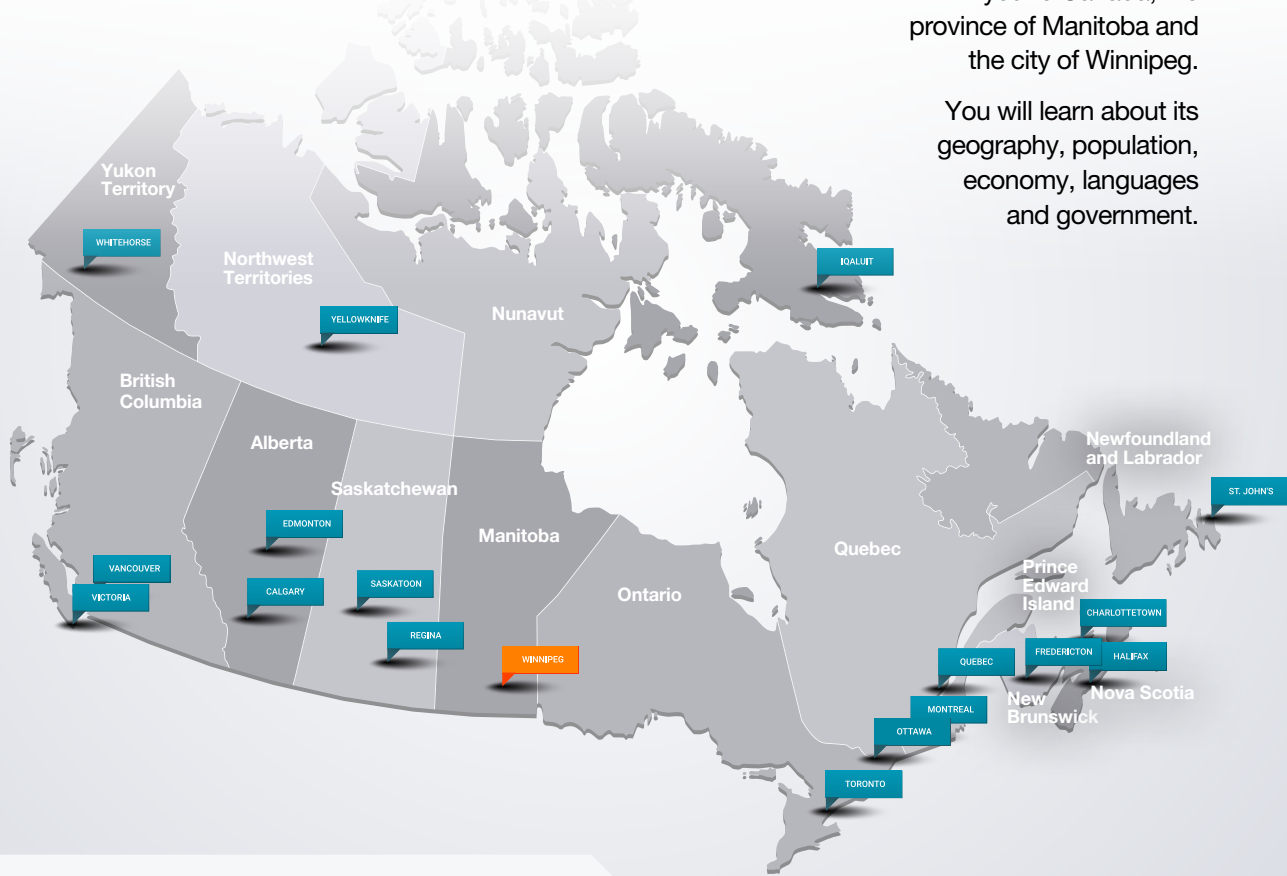 province of Manitoba and
the city of Winnipeg.
You will learn about its
geography, population,
economy, languages
and government.
Yukon
Territory
WHITEHORSE
Northwest
Territories
IQALUIT
YELLOWKNIFE
Nunavut
British
Columbia
Alberta
Newfoundland
and Labrador
Saskatchewan
ST. JOHN'S
EDMONTON
Manitoba
Quebec
VANCOUVER
Prince
Edward
Island
CALGARY
SASKATOON
VICTORIA
Ontario
CHARLOTTETOWN
REGINA
WINNIPEG
QUEBEC
FREDERICTON
HALIFAX
Nova Scotia
New
Brunswick
MONTREAL
OTTAWA
TORONTO